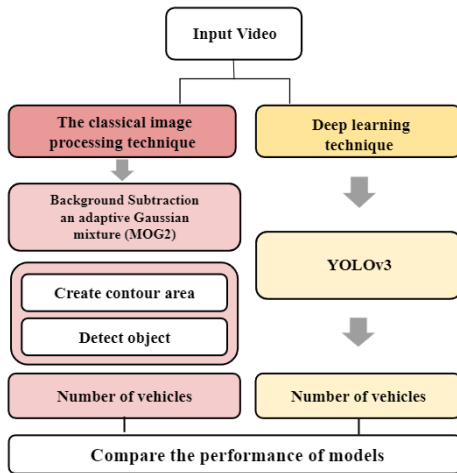 Input Video
The classical image
processing technique
Background Subtraction
an adaptive Gaussian
mixture (MOG2)
Create contour area
Detect object
Number of vehicles
Deep learning
technique
YOLOv3
Number of vehicles
Compare the performance of models